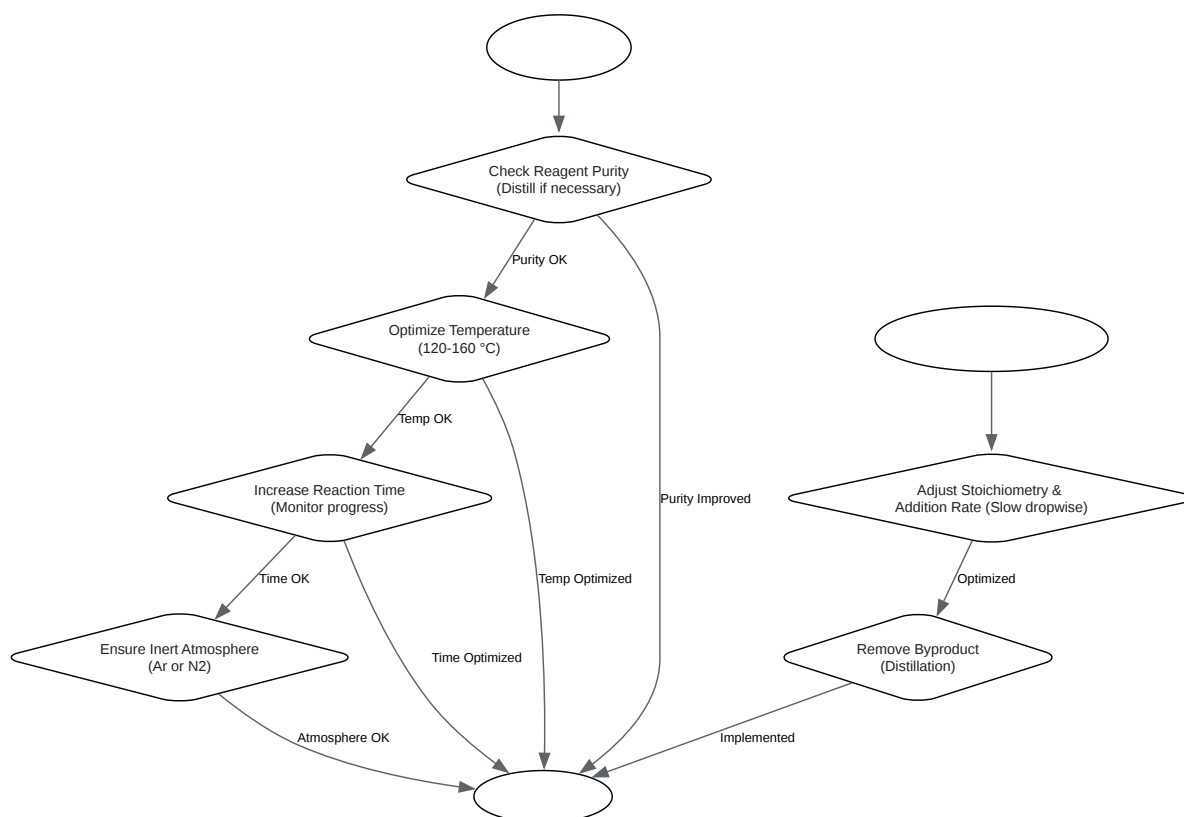 Check Reagent Purity
(Distill if necessary)
Purity OK
Optimize Temperature
(120-160 °C)
Temp OK
Increase Reaction Time
(Monitor progress)
Purity Improved
Adjust Stoichiometry &
Addition Rate (Slow dropwise)
Time OK
Temp Optimized
Optimized
Ensure Inert Atmosphere
(Ar or N2)
Time Optimized
Remove Byproduct
(Distillation)
Atmosphere OK
Implemented